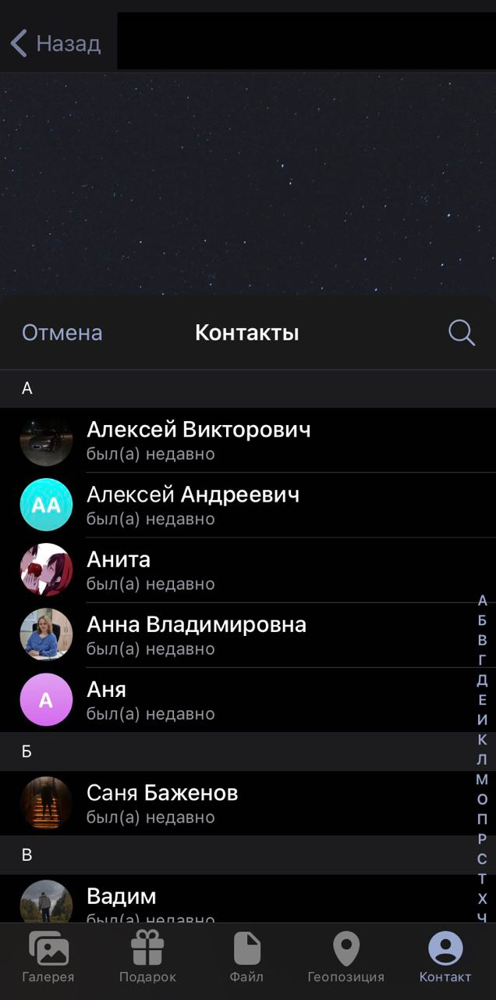 Назад
Отмена
Контакты
А
Алексей Викторович
был(а) недавно
АА
Алексей Андреевич
был(а) недавно
Анита
был(а) недавно
Анна Владимировна
был(а) недавно
А
Аня
был(а) недавно
Б
Саня Баженов
был(а) недавно
В
Вадим
был(а) недавно
А
Б
В
Г
Д
Е
И
К
Л
М
О
П
Р
С
Т
Х
Ч
Галерея
Подарок
Файл
Геопозиция
Контакт